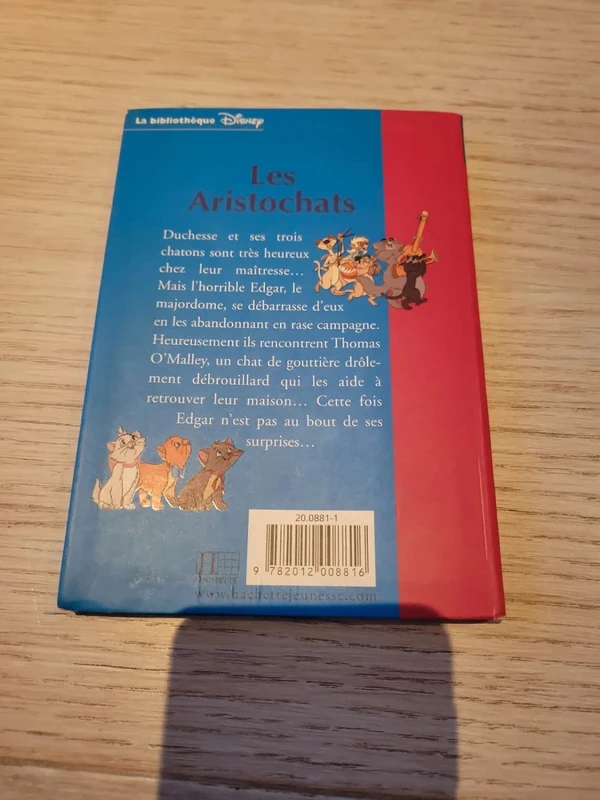 La bibliothèque Disney
Les
Aristochats
Duchesse et ses trois
chatons sont très heureux
chez leur maîtresse...
Mais l'horrible Edgar, le
majordome, se débarrasse d'eux
en les abandonnant en rase campagne.
Heureusement ils rencontrent Thomas
O'Malley, un chat de gouttière drôle-
ment débrouillard qui les aide à
retrouver leur maison... Cette fois
Edgar n'est pas au bout de ses
surprises...
20.0881-1
9 782012 008816
HACHETTE
www.hachettejeunesse.com